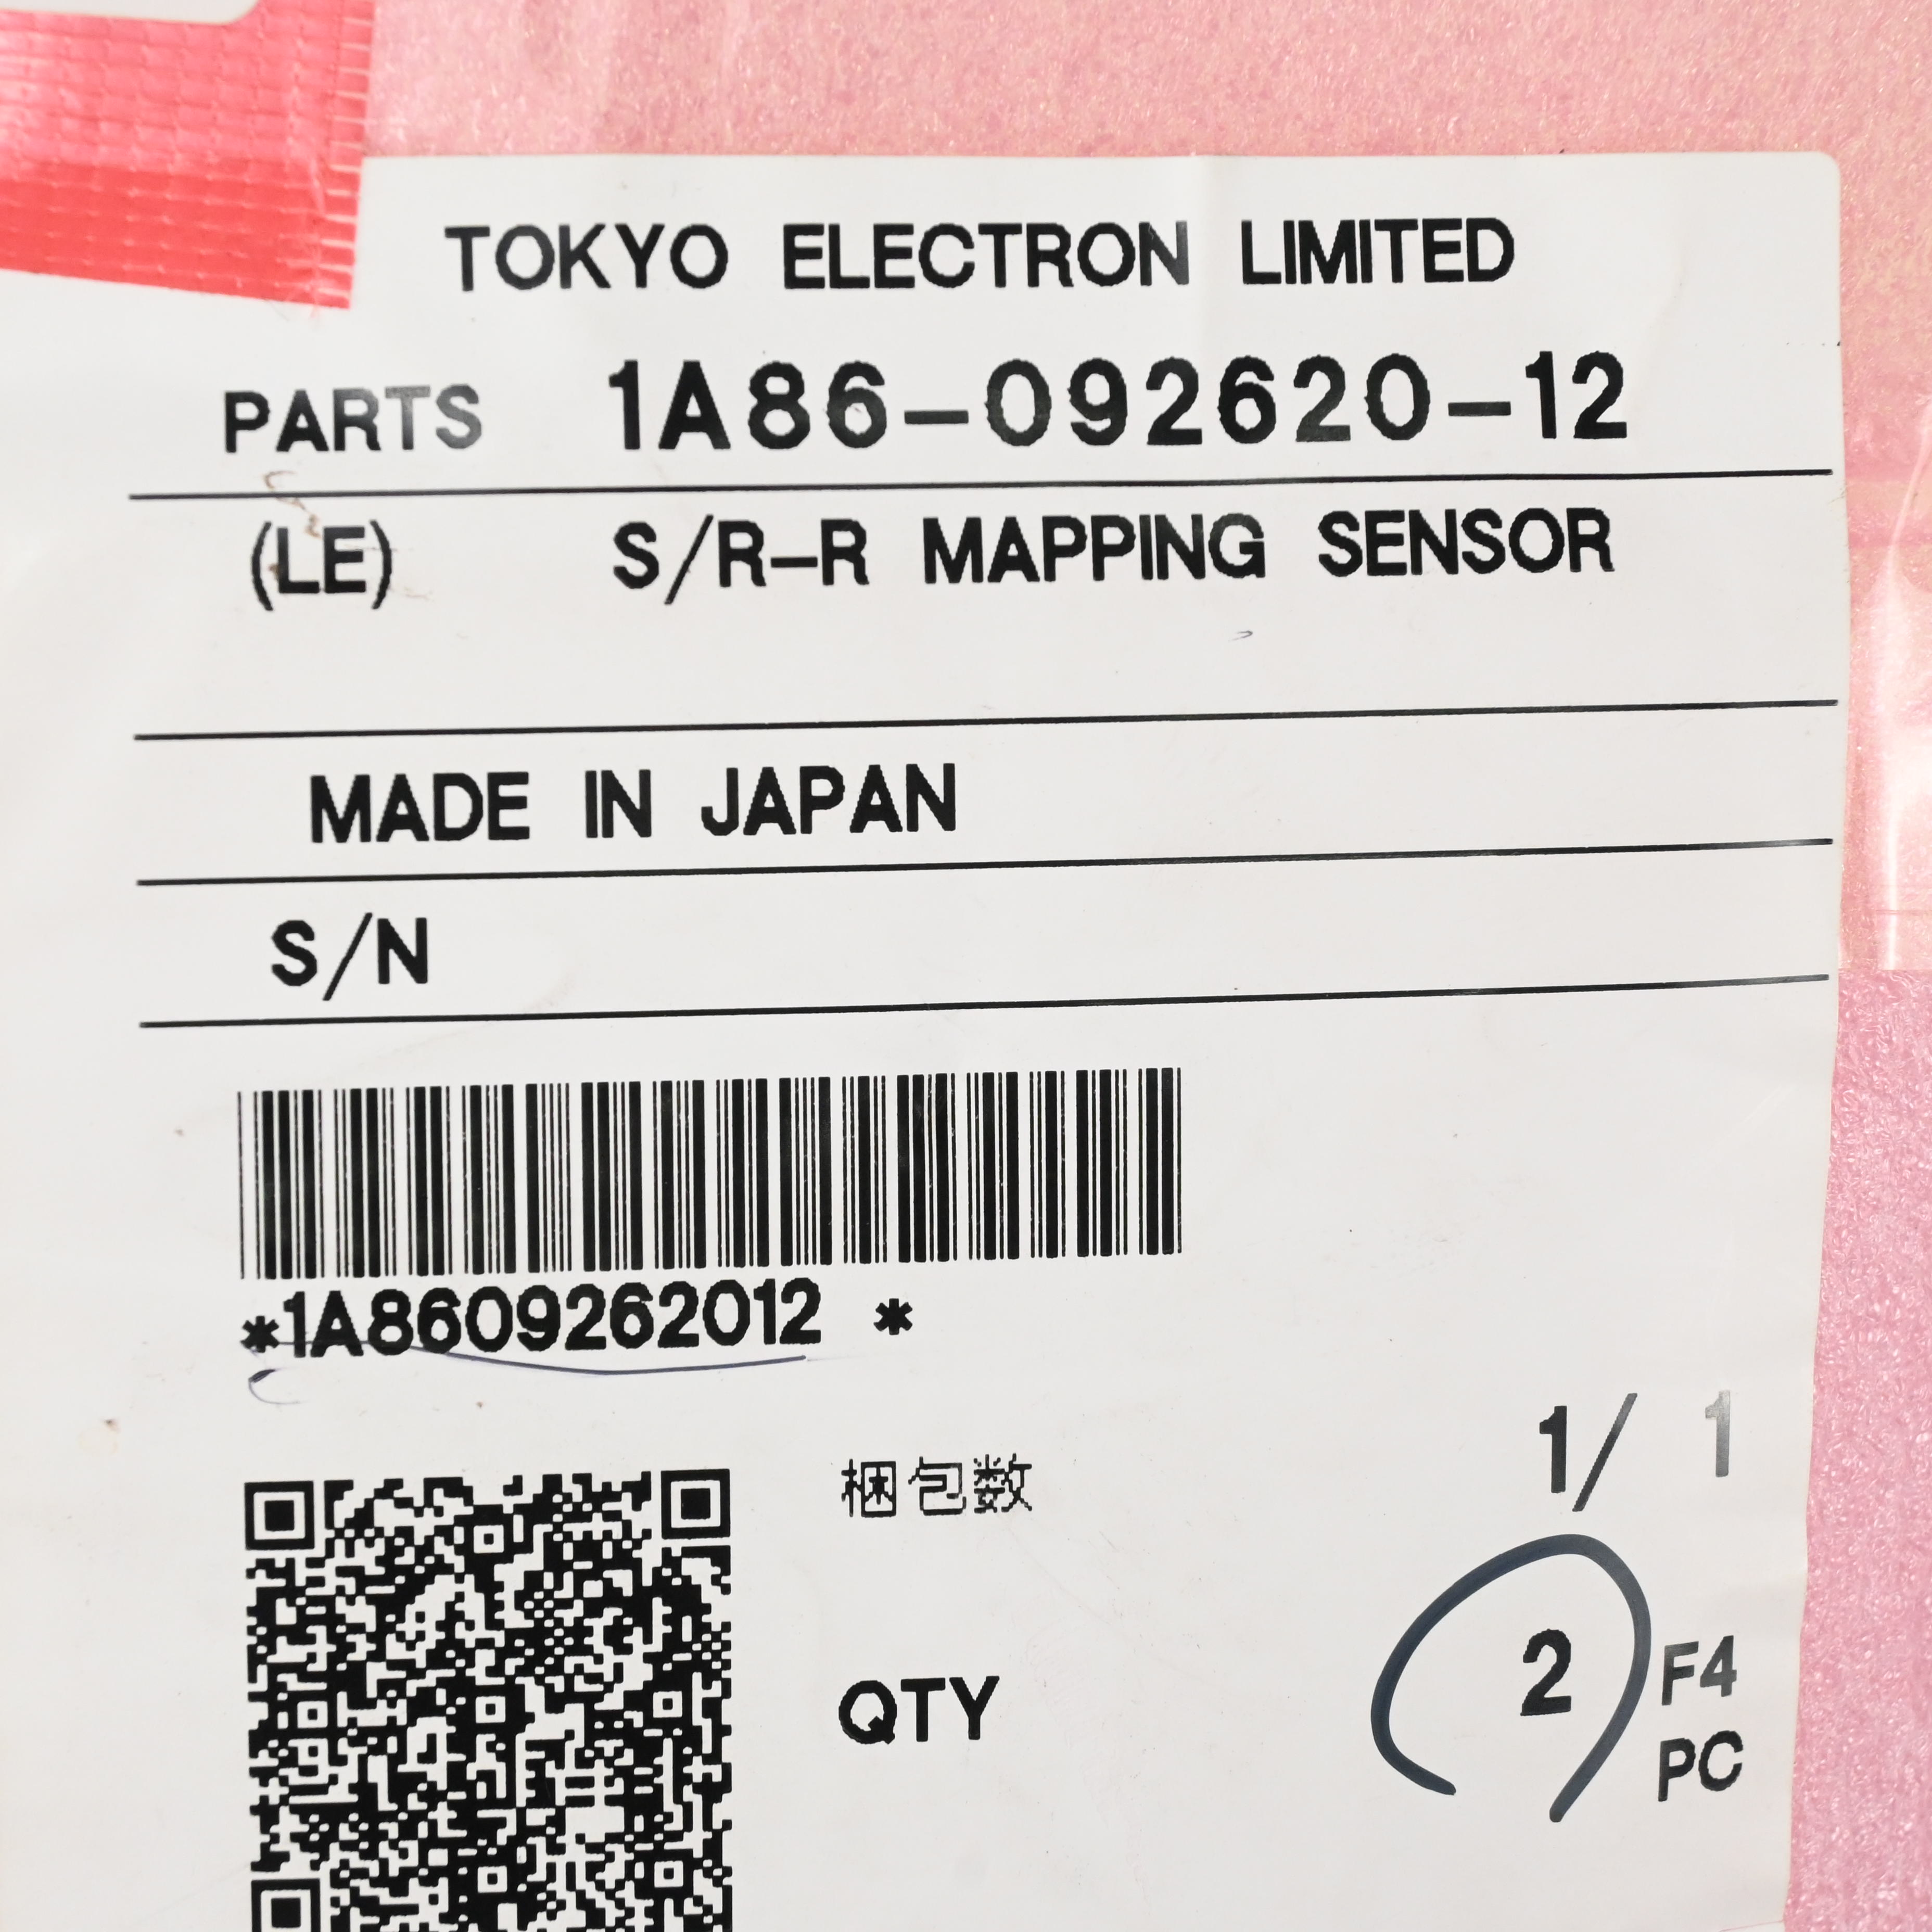 TOKYO ELECTRON LIMITED
PARTS 1A86-092620-12
(LE) S/R-R MAPPING SENSOR
MADE IN JAPAN
S/N
*1A8609262012 *
梱包数 1/ 1
QTY 2 F4
PC